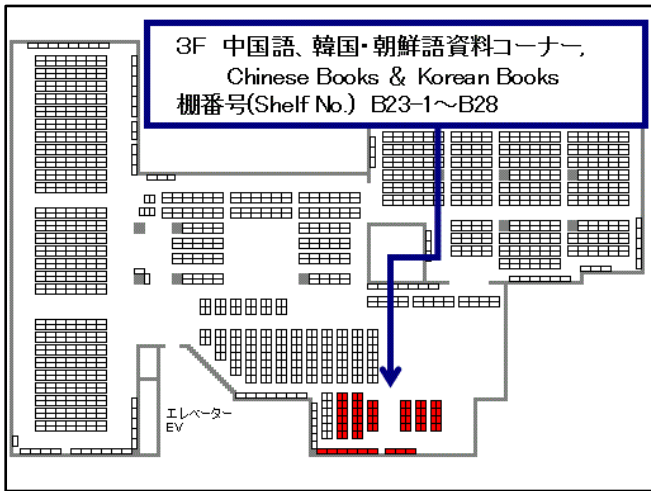 3F 中国語、韓国・朝鮮語資料コーナー,
Chinese Books & Korean Books
棚番号(Shelf No.) B23-1～B28
エレベーター
EV